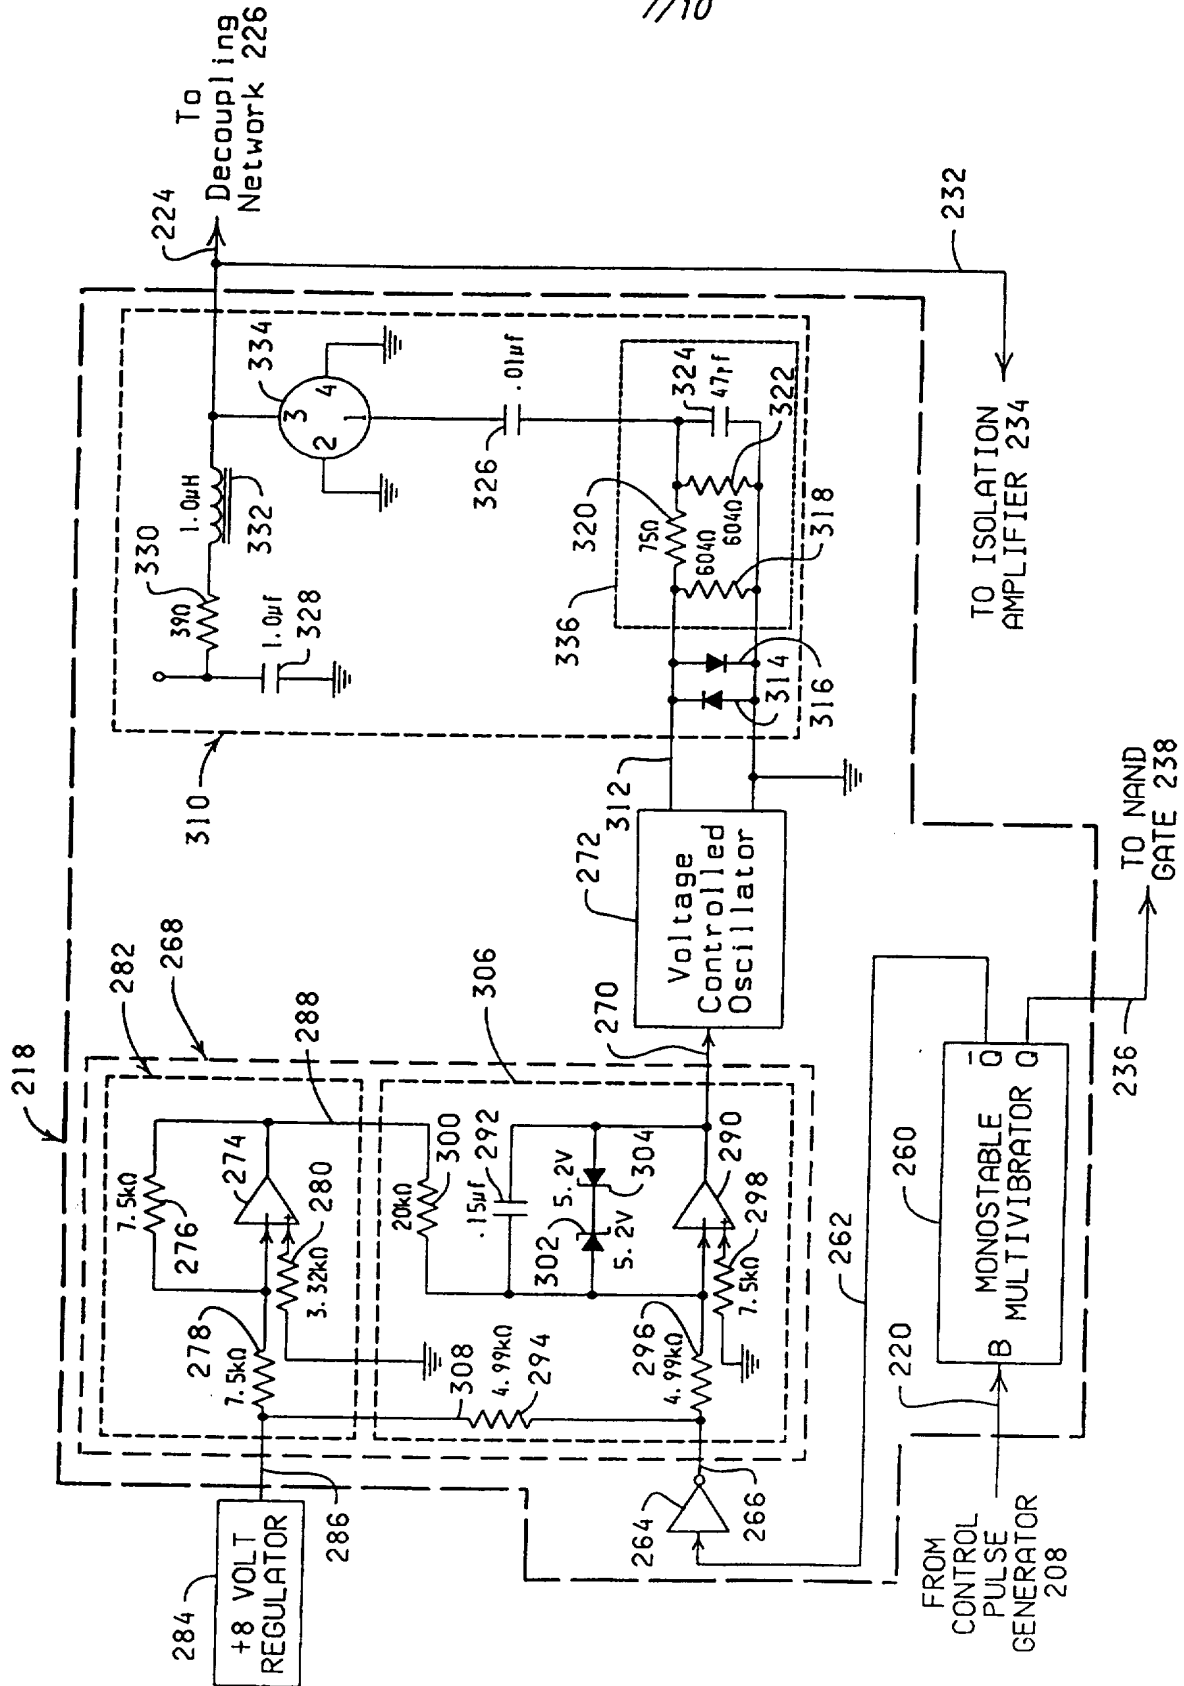 7/10
218
282
268
288
7.5kΩ
276
274
280
3.32kΩ
278
7.5kΩ
308
284
+8 VOLT
REGULATOR
286
306
20kΩ
300
292
.15µf
5.2V
304
302
5.2V
290
298
7.5kΩ
296
4.99kΩ
4.99kΩ
294
264
266
270
272
Voltage
Controlled
Oscillator
262
260
MONOSTABLE
MULTIVIBRATOR
B
Q̄
Q
220
FROM
CONTROL
PULSE
GENERATOR
208
236
TO NAND
GATE 238
310
312
314
316
336
320
75Ω
604Ω
604Ω
318
322
324
47pf
326
.01µf
330
39Ω
1.0µf
328
1.0µH
332
334
3
4
2
1
224
To
Decoupling
Network 226
232
TO ISOLATION
AMPLIFIER 234